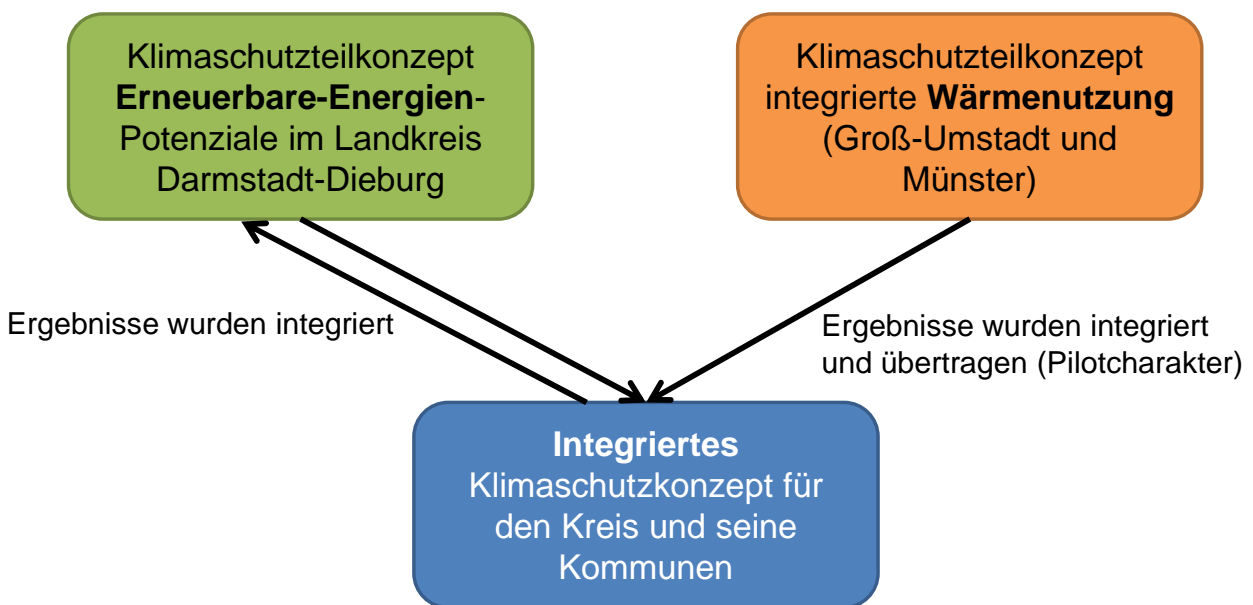 Klimaschutzteilkonzept
Erneuerbare-Energien-
Potenziale im Landkreis
Darmstadt-Dieburg
Klimaschutzteilkonzept
integrierte Wärmenutzung
(Groß-Umstadt und
Münster)
Ergebnisse wurden integriert
Ergebnisse wurden integriert
und übertragen (Pilotcharakter)
Integriertes
Klimaschutzkonzept für
den Kreis und seine
Kommunen